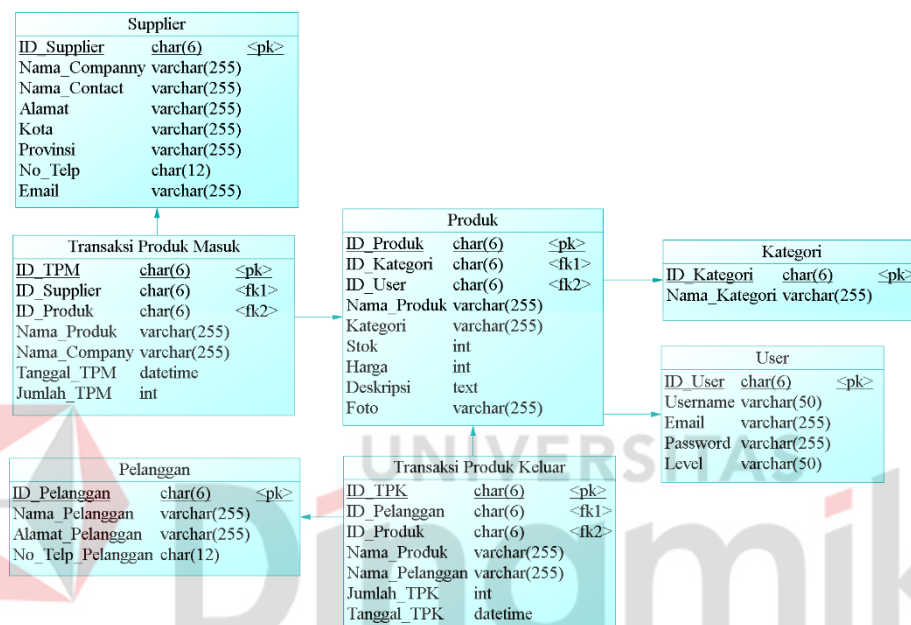 Supplier
ID_Supplier char(6) <pk>
Nama_Companny varchar(255)
Nama_Contact varchar(255)
Alamat varchar(255)
Kota varchar(255)
Provinsi varchar(255)
No_Telp char(12)
Email varchar(255)
Transaksi Produk Masuk
ID_TPM char(6) <pk>
ID_Supplier char(6) <fk1>
ID_Produk char(6) <fk2>
Nama_Produk varchar(255)
Nama_Company varchar(255)
Tanggal_TPM datetime
Jumlah_TPM int
Produk
ID_Produk char(6) <pk>
ID_Kategori char(6) <fk1>
ID_User char(6) <fk2>
Nama_Produk varchar(255)
Kategori varchar(255)
Stok int
Harga int
Deskripsi text
Foto varchar(255)
Kategori
ID_Kategori char(6) <pk>
Nama_Kategori varchar(255)
User
ID_User char(6) <pk>
Username varchar(50)
Email varchar(255)
Password varchar(255)
Level varchar(50)
Pelanggan
ID_Pelanggan char(6) <pk>
Nama_Pelanggan varchar(255)
Alamat_Pelanggan varchar(255)
No_Telp_Pelanggan char(12)
Transaksi Produk Keluar
ID_TPK char(6) <pk>
ID_Pelanggan char(6) <fk1>
ID_Produk char(6) <fk2>
Nama_Produk varchar(255)
Nama_Pelanggan varchar(255)
Jumlah_TPK int
Tanggal_TPK datetime
UNIVERSITAS
Dinamik